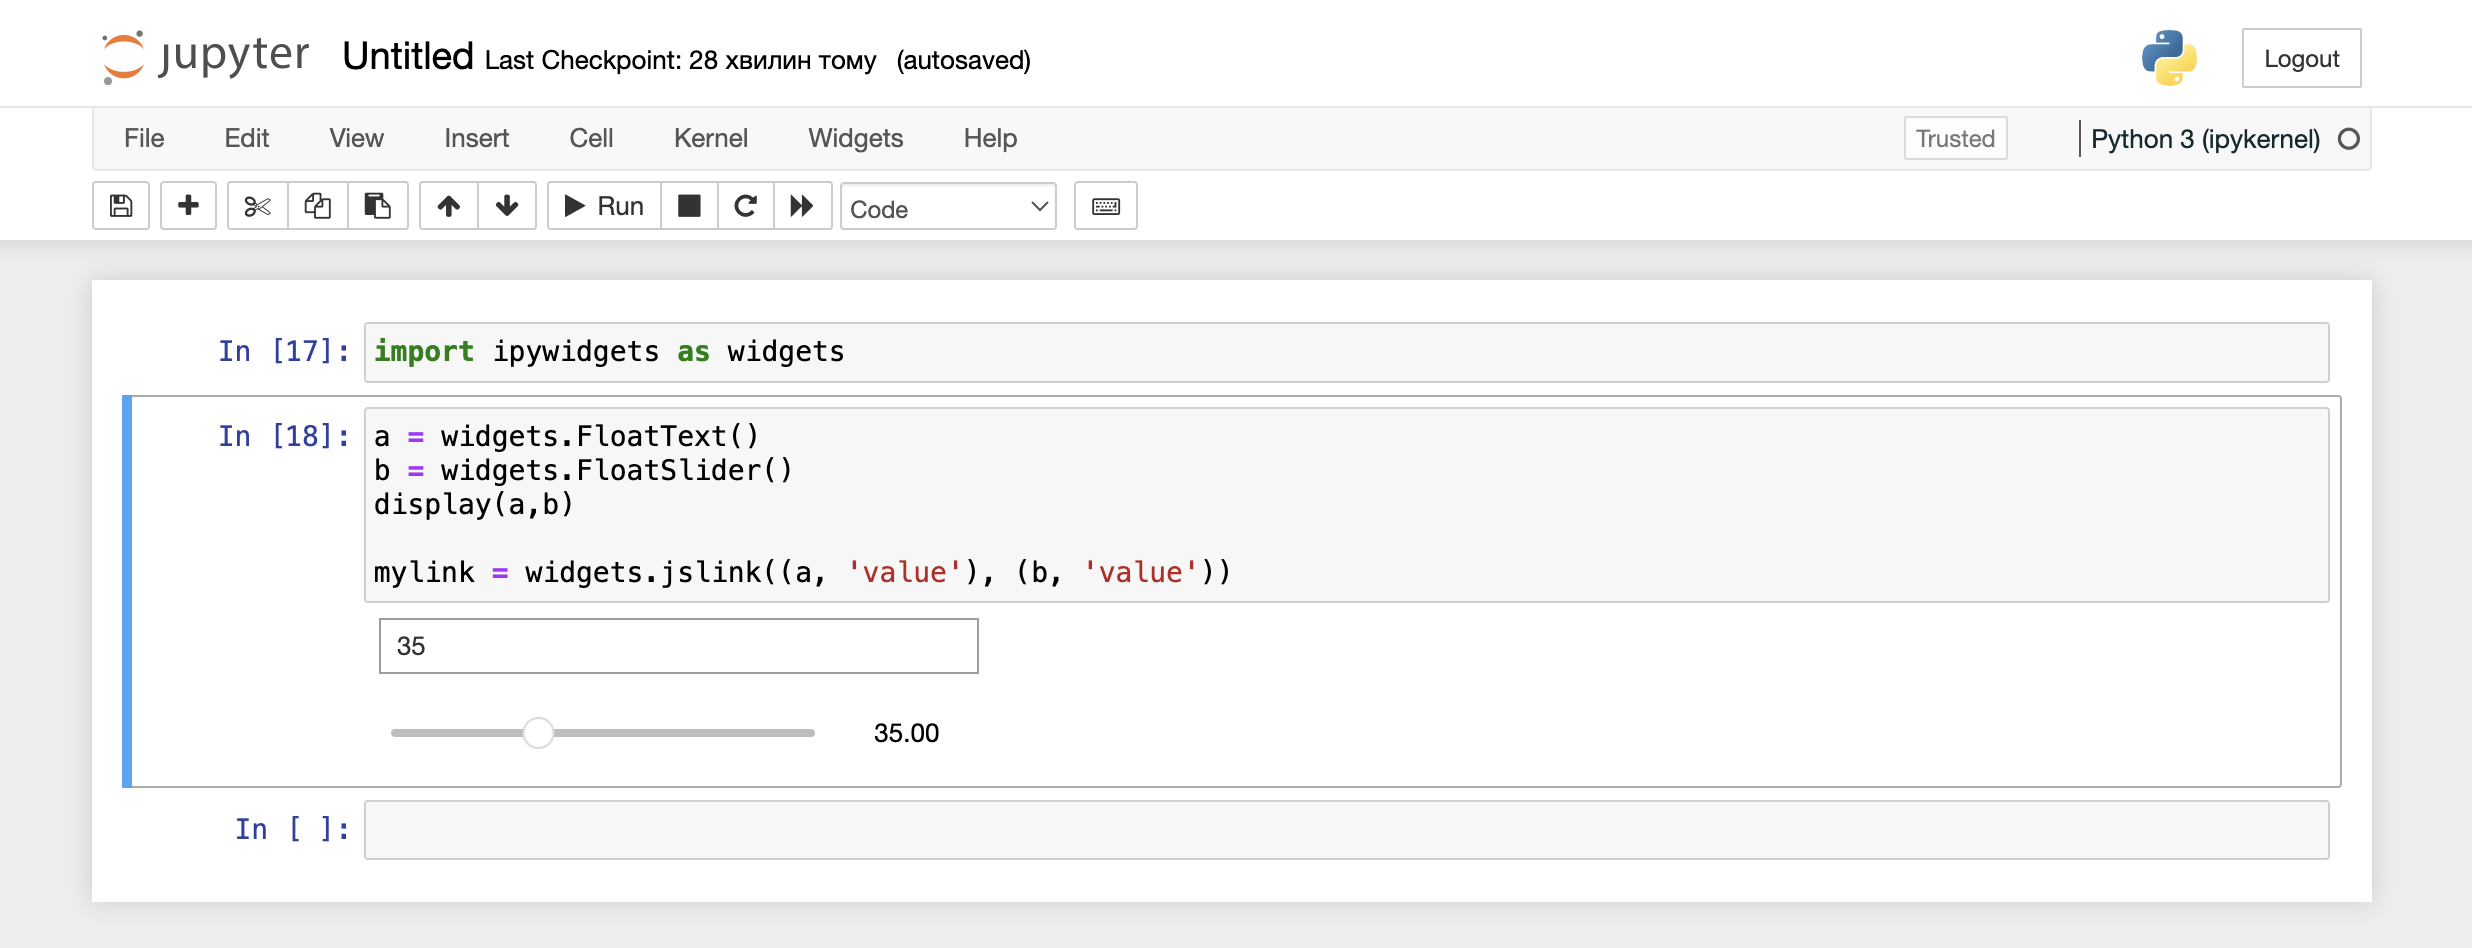 jupyter Untitled Last Checkpoint: 28 хвилин тому (autosaved)
Logout
File Edit View Insert Cell Kernel Widgets Help
Trusted
Python 3 (ipykernel)
Run
Code
In [17]: import ipywidgets as widgets
In [18]: a = widgets.FloatText()
b = widgets.FloatSlider()
display(a,b)
mylink = widgets.jslink((a, 'value'), (b, 'value'))
35
35.00
In [ ]: